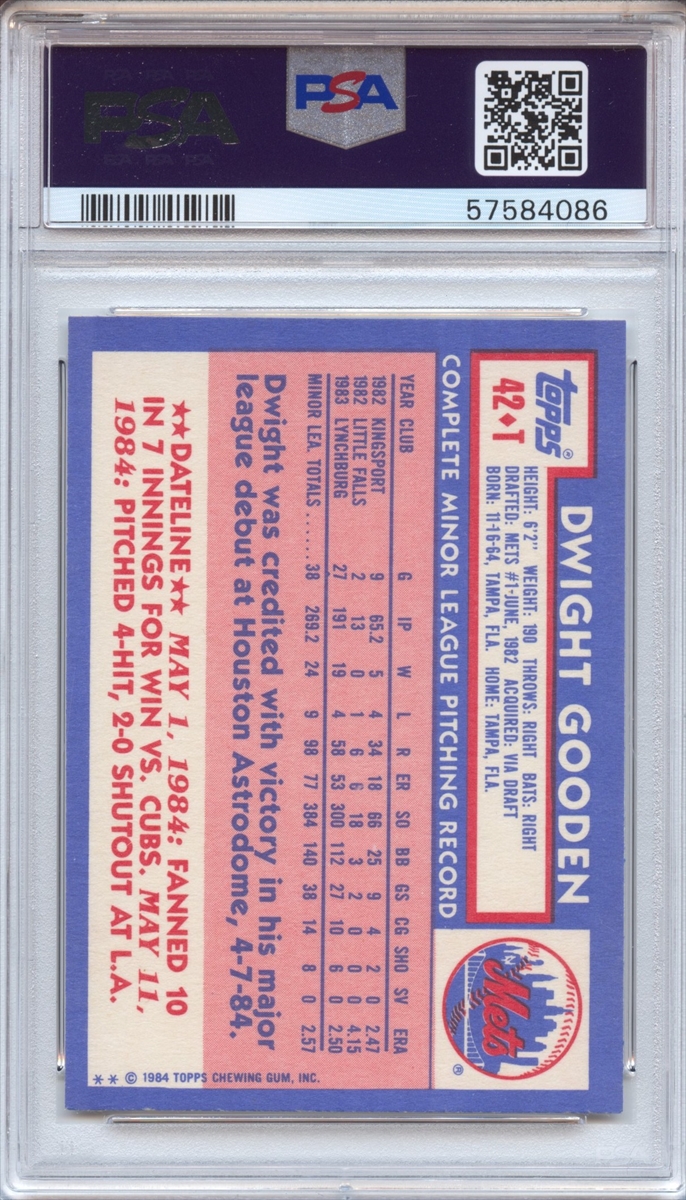 PSA PSA PSA
PSA
PSA PSA PSA
PSA
57584086
topps®
42♦T
DWIGHT GOODEN
HEIGHT: 6'2" WEIGHT: 190 THROWS: RIGHT BATS: RIGHT
DRAFTED: METS #1-JUNE, 1982 ACQUIRED: VIA DRAFT
BORN: 11-16-64, TAMPA, FLA. HOME: TAMPA, FLA.
Mets ®
COMPLETE MINOR LEAGUE PITCHING RECORD
YEAR CLUB G IP W L R ER SO BB GS CG SHO SV ERA
1982 KINGSPORT 9 65.2 5 4 34 18 66 25 9 4 2 0 2.47
1982 LITTLE FALLS 2 13 0 1 6 6 18 3 2 0 0 0 4.15
1983 LYNCHBURG 27 191 19 4 58 53 300 112 27 10 6 0 2.50
MINOR LEA. TOTALS ...... 38 269.2 24 9 98 77 384 140 38 14 8 0 2.57
Dwight was credited with victory in his major
league debut at Houston Astrodome, 4-7-84.
★★DATELINE★★ MAY 1, 1984: FANNED 10
IN 7 INNINGS FOR WIN VS. CUBS. MAY 11,
1984: PITCHED 4-HIT, 2-0 SHUTOUT AT L.A.
** © 1984 TOPPS CHEWING GUM, INC.